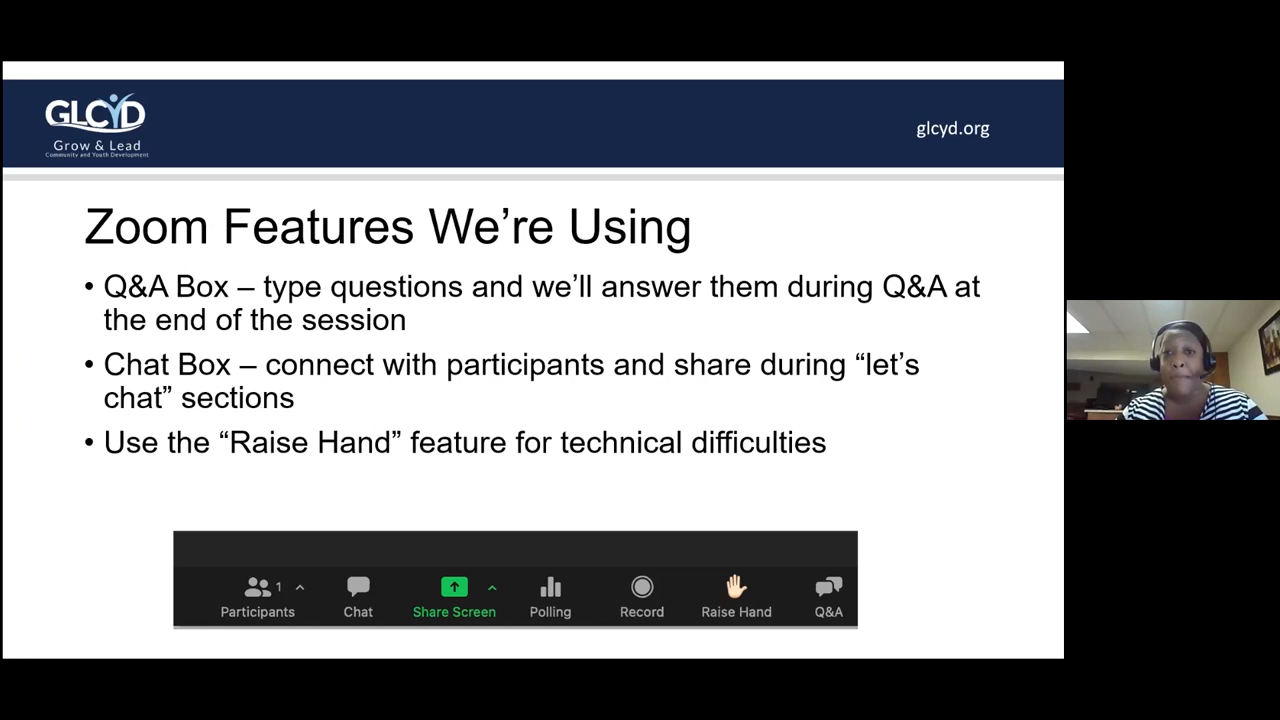 GLCYD
Grow & Lead
Community and Youth Development
glcyd.org
Zoom Features We’re Using
• Q&A Box – type questions and we’ll answer them during Q&A at
the end of the session
• Chat Box – connect with participants and share during “let’s
chat” sections
• Use the “Raise Hand” feature for technical difficulties
1
Participants Chat Share Screen Polling Record Raise Hand Q&A